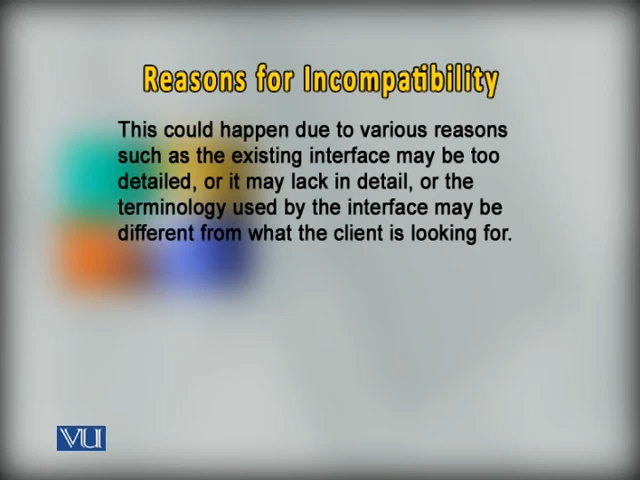 Reasons for Incompatibility
This could happen due to various reasons
such as the existing interface may be too
detailed, or it may lack in detail, or the
terminology used by the interface may be
different from what the client is looking for.
VU